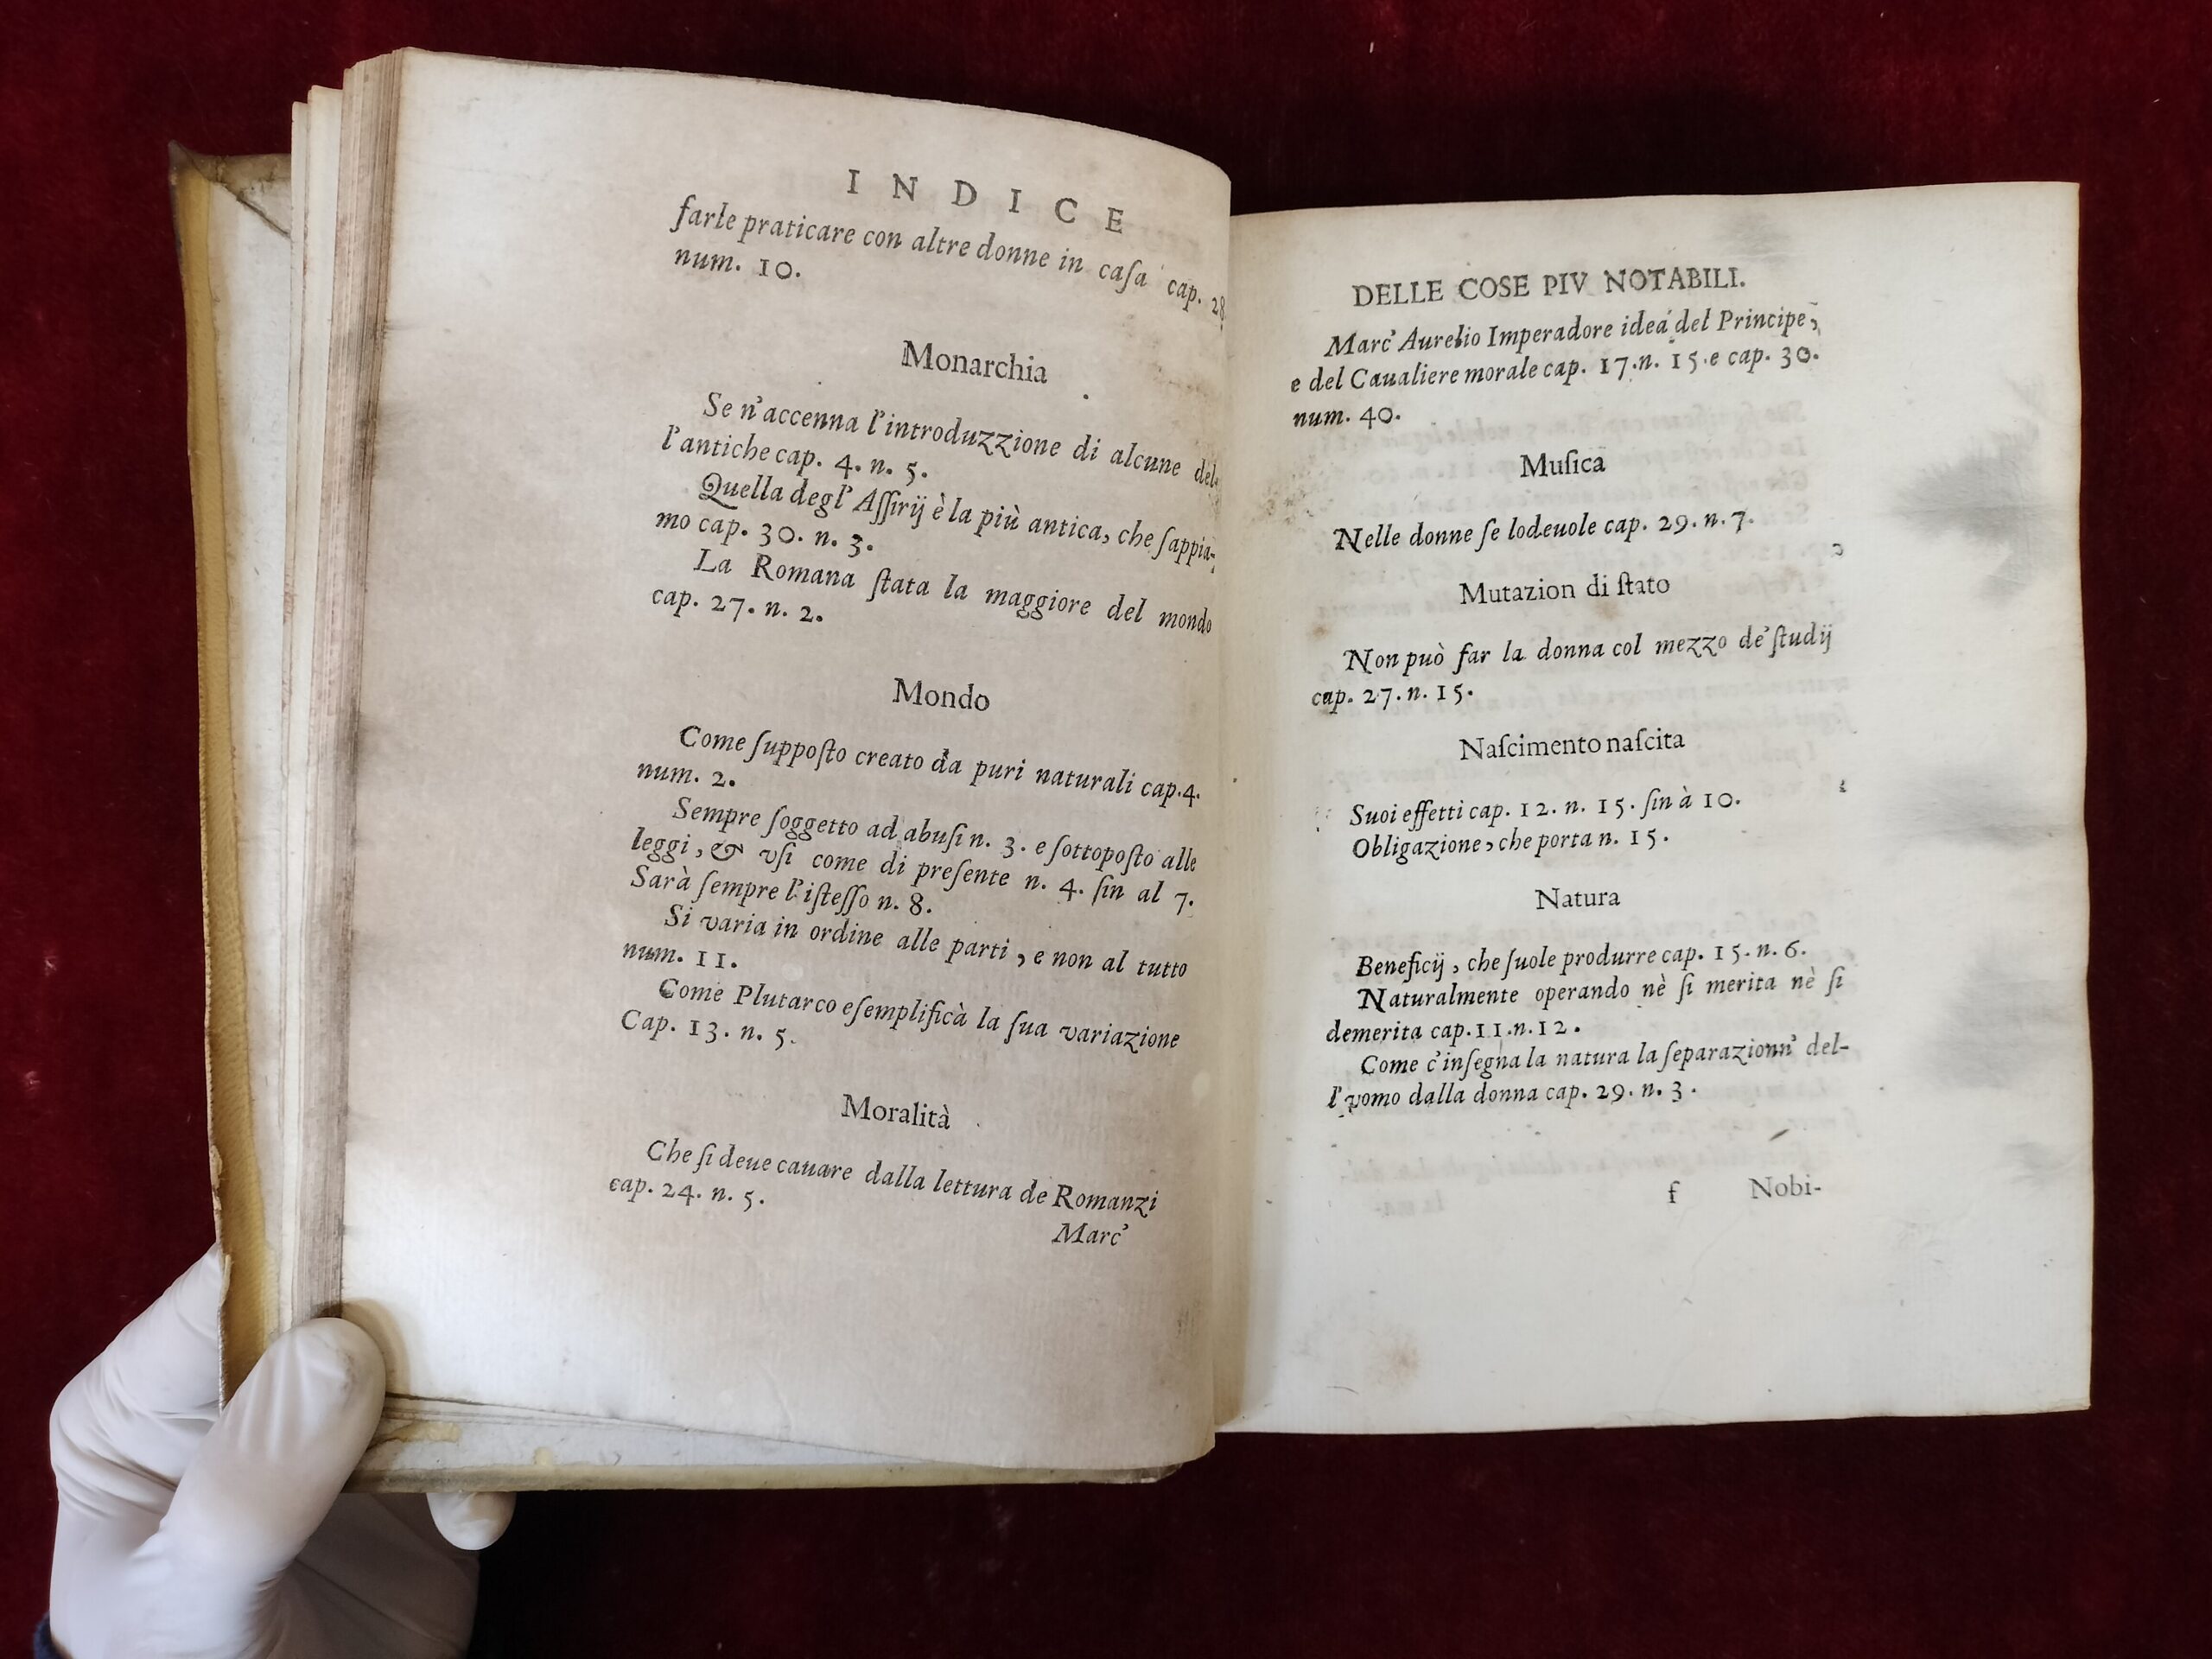 INDICE
farle praticare con altre donne in caſa cap. 28.
num. 10.
Monarchia
Se n'accenna l'introduzzione di alcune del-
l'antiche cap. 4. n. 5.
Quella degl' Aſſirij è la più antica, che ſappia-
mo cap. 30. n. 3.
La Romana ſtata la maggiore del mondo
cap. 27. n. 2.
Mondo
Come ſuppoſto creato da puri naturali cap.4.
num. 2.
Sempre ſoggetto ad abuſi n. 3. e ſottopoſto alle
leggi, & vſi come di preſente n. 4. ſin al 7.
Sarà ſempre l'iſteſſo n. 8.
Si varia in ordine alle parti, e non al tutto
num. 11.
Come Plutarco eſemplificà la ſua variazione
Cap. 13. n. 5.
Moralità
Che ſi deue cauare dalla lettura de Romanzi
cap. 24. n. 5.
Marc'
DELLE COSE PIV NOTABILI.
Marc' Aurelio Imperadore idea del Principe,
e del Caualiere morale cap. 17.n. 15.e cap. 30.
num. 40.
Muſica
Nelle donne ſe lodeuole cap. 29. n. 7.
Mutazion di ſtato
Non può far la donna col mezzo de' ſtudij
cap. 27. n. 15.
Naſcimento naſcita
Suoi effetti cap. 12. n. 15. ſin à 10.
Obligazione, che porta n. 15.
Natura
Beneficij, che ſuole produrre cap. 15. n. 6.
Naturalmente operando nè ſi merita nè ſi
demerita cap.11.n.12.
Come c'inſegna la natura la ſeparazionn' del-
l'vomo dalla donna cap. 29. n. 3.
f Nobi-